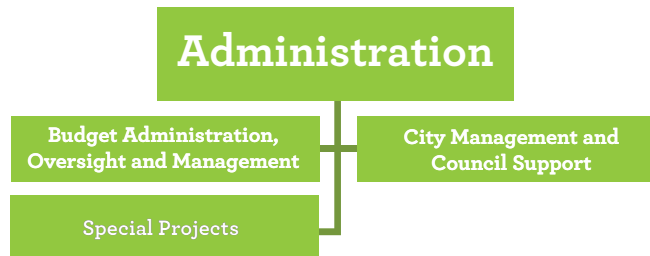 Administration
Budget Administration,
Oversight and Management
City Management and
Council Support
Special Projects